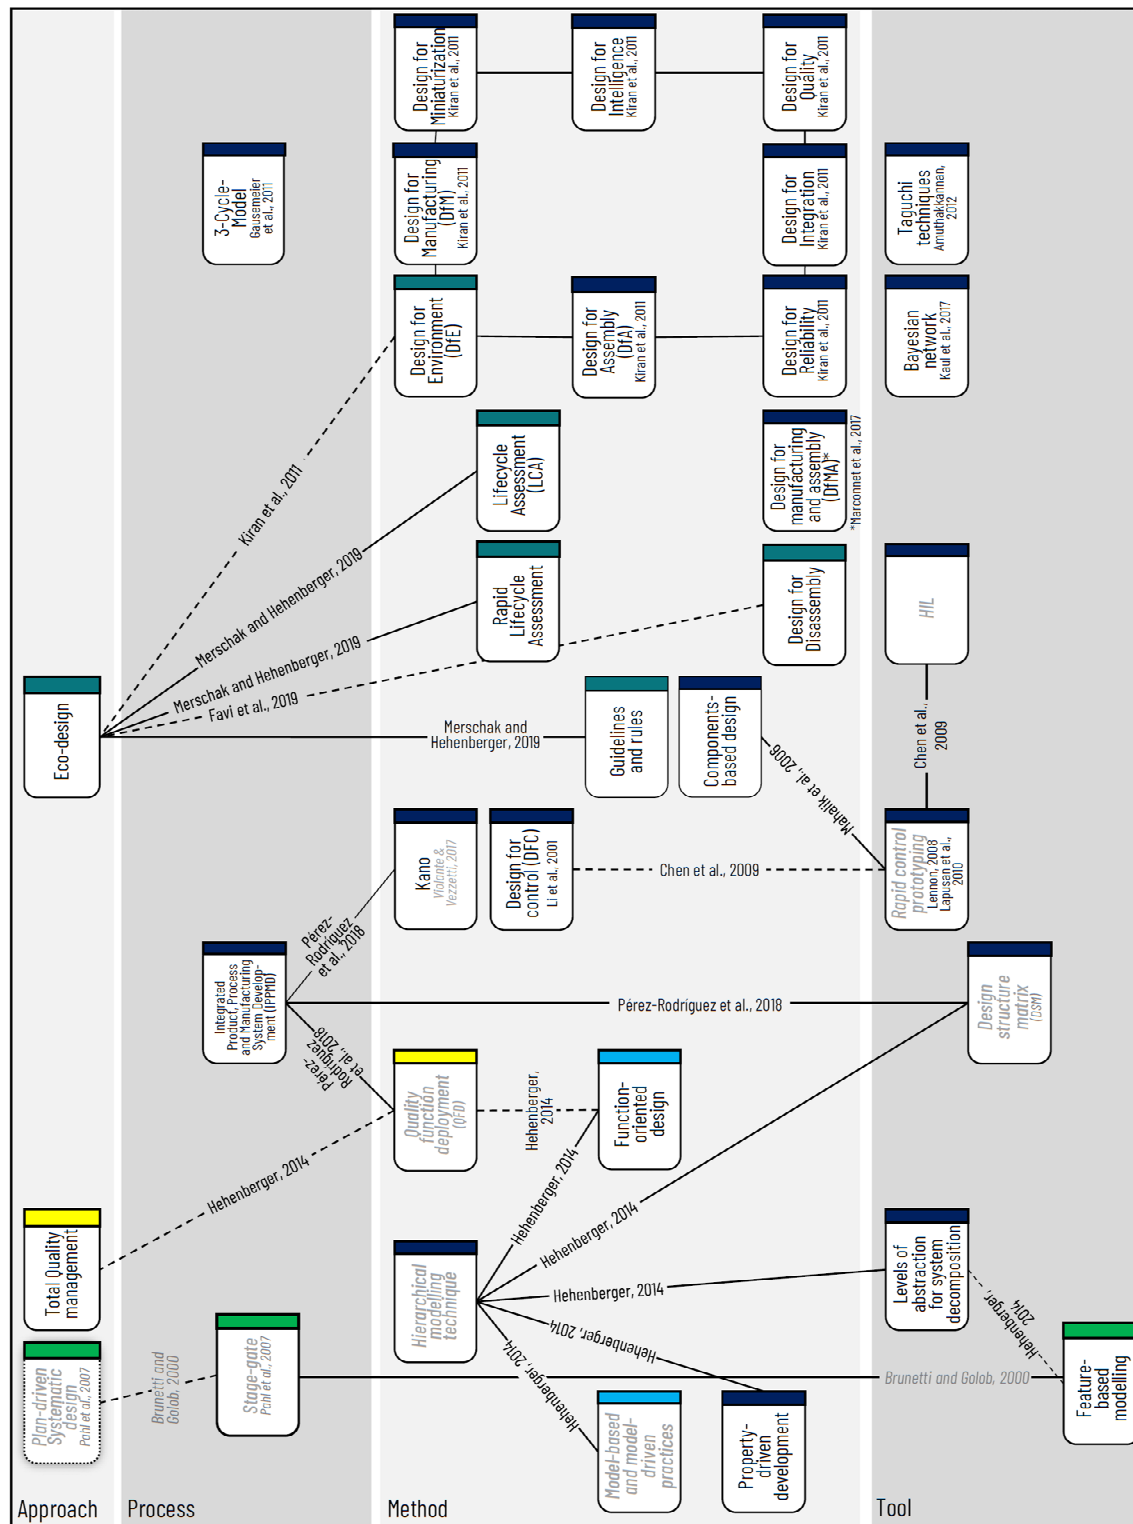 Design for
Miniaturization
Kiran et al., 2011
Design for
Intelligence
Kiran et al., 2011
Design for
Quality
Kiran et al., 2011
3-Cycle-
Model
Gausemeier
et al., 2011
Design for
Manufacturing
(DfM)
Kiran et al., 2011
Design for
Integration
Kiran et al., 2011
Taguchi
techniques
Amuthakkannan,
2012
Design for
Environment
(DfE)
Design for
Assembly
(DfA)
Kiran et al., 2011
Design for
Reliability
Kiran et al., 2011
Bayesian
network
Kaul et al., 2017
Kiran et al., 2011
Lifecycle
Assessment
(LCA)
Design for
manufacturing
and assembly
(DfMA)*
*Marconnet et al., 2017
Merschak and Hehenberger, 2019
Rapid
Lifecycle
Assessment
Design for
Disassembly
HIL
Merschak and Hehenberger, 2019
Favi et al., 2019
Eco-design
Merschak and
Hehenberger, 2019
Guidelines
and rules
Components-
based design
Chen et al.,
2009
Mahalik et al., 2006
Kano
Violante &
Vezzetti, 2017
Design for
control (DFC)
Li et al., 2001
Chen et al., 2009
Rapid control
prototyping
Lennon, 2008
Lapusan et al.,
2010
Pérez-
Rodríguez
et al., 2018
Integrated
Product, Process
and Manufacturing
System Develop-
ment (IPPMD)
Pérez-Rodríguez et al., 2018
Design
structure
matrix
(DSM)
Pérez-
Rodríguez
et al., 2018
Quality
function
deployment
(QFD)
Hehenberger,
2014
Function-
oriented
design
Hehenberger, 2014
Hehenberger, 2014
Hehenberger, 2014
Total Quality
management
Hierarchical
modelling
technique
Hehenberger, 2014
Levels of
abstraction
for system
decomposition
Hehenberger, 2014
Hehenberger, 2014
Hehenberger,
2014
Plan-driven
Systematic
design
Pahl et al., 2007
Brunetti and
Golob, 2000
Stage-gate
Pahl et al., 2007
Brunetti and Golob, 2000
Feature-
based
modelling
Model-based
and model-
driven
practices
Property-
driven
development
Approach
Process
Method
Tool